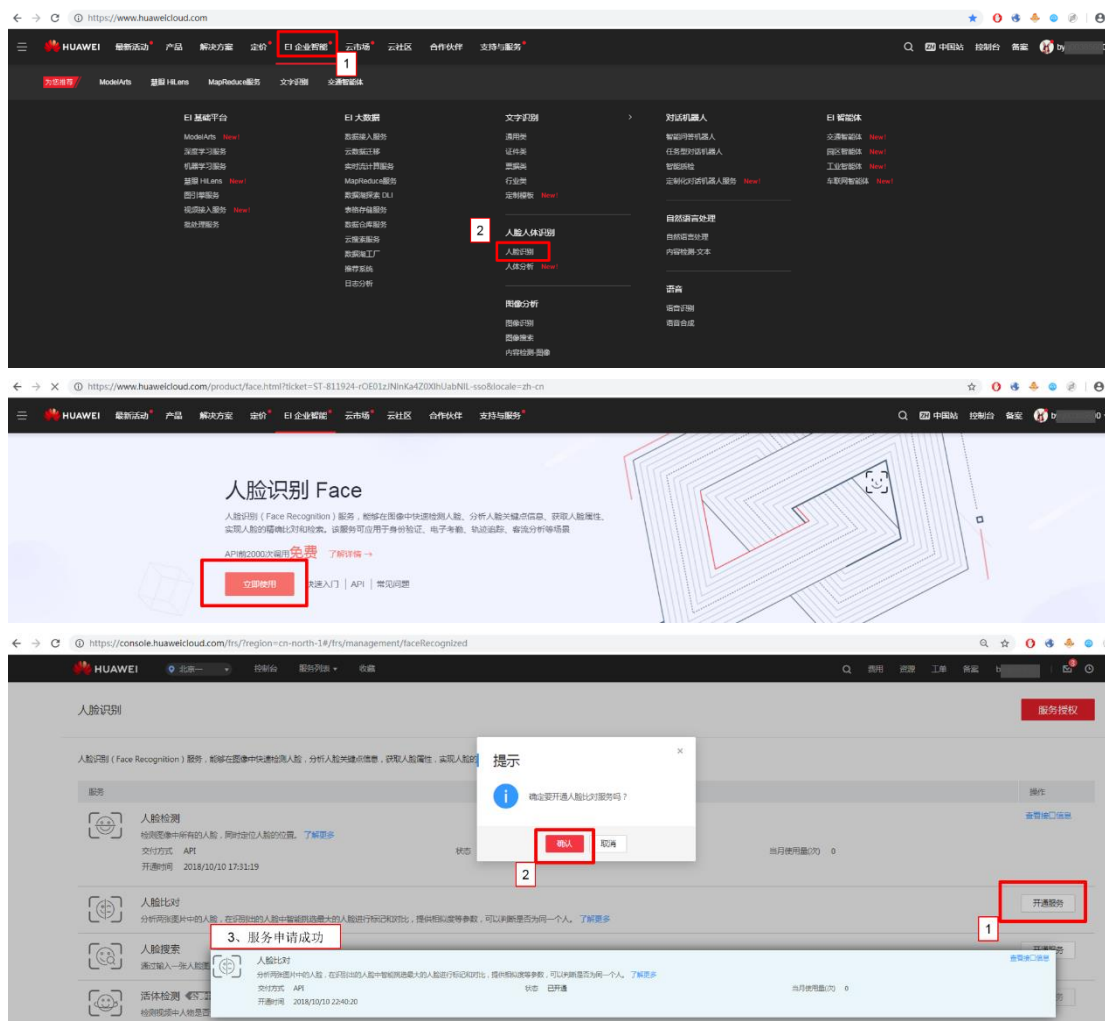 https://www.huaweicloud.com
HUAWEI 最新活动 产品 解决方案 定价 EI 企业智能 云市场 云社区 合作伙伴 支持与服务 中国站 控制台 备案 by
1
为您推荐 ModelArts 慧眼 HiLens MapReduce服务 文字识别 交通智能体
EI 基础平台
ModelArts New!
深度学习服务
机器学习服务
慧眼 HiLens New!
图引擎服务
视频接入服务 New!
批处理服务
EI 大数据
数据接入服务
云数据迁移
实时流计算服务
MapReduce服务
数据湖探索 DLI
表格存储服务
数据仓库服务
云搜索服务
数据湖工厂
推荐系统
日志分析
文字识别 >
通用类
证件类
票据类
行业类
定制模板 New!
2
人脸人体识别
人脸识别
人体分析 New!
图像分析
图像识别
图像搜索
内容检测-图像
对话机器人
智能问答机器人
任务型对话机器人
智能质检
定制化对话机器人服务 New!
自然语言处理
自然语言处理
内容检测-文本
语音
语音识别
语音合成
EI 智能体
交通智能体 New!
园区智能体 New!
工业智能体 New!
车联网智能体 New!
HUAWEI 最新活动 产品 解决方案 定价 EI 企业智能 云市场 云社区 合作伙伴 支持与服务 中国站 控制台 备案 b
人脸识别 Face
人脸识别（Face Recognition）服务，能够在图像中快速检测人脸、分析人脸关键点信息、获取人脸属性、
实现人脸的精确比对和检索。该服务可应用于身份验证、电子考勤、轨迹追踪、客流分析等场景
API前2000次调用免费 了解详情 →
立即使用 快速入门 | API | 常见问题
https://console.huaweicloud.com/frs/?region=cn-north-1#/frs/management/faceRecognized
HUAWEI 北京一 控制台 服务列表 收藏 费用 资源 工单 备案 b
人脸识别 服务授权
人脸识别（Face Recognition）服务，能够在图像中快速检测人脸，分析人脸关键点信息，获取人脸属性，实现人脸的
提示 ×
确定要开通人脸比对服务吗？
确认 取消
2
服务 操作
人脸检测 查看接口信息
检测图像中所有的人脸，同时定位人脸的位置。 了解更多
交付方式 API 状态 当月使用量(次) 0
开通时间 2018/10/10 17:31:19
人脸比对 开通服务
分析两张图片中的人脸，在识别出的人脸中智能挑选最大的人脸进行标记和对比，提供相似度等参数，可以判断是否为同一个人。 了解更多
1
人脸搜索
通过输入一张人脸图
3、服务申请成功
人脸比对 查看接口信息
分析两张图片中的人脸，在识别出的人脸中智能挑选最大的人脸进行标记和对比，提供相似度等参数，可以判断是否为同一个人。 了解更多
交付方式 API 状态 已开通 当月使用量(次) 0
开通时间 2018/10/10 22:40:20
活体检测
检测视频中人物是否